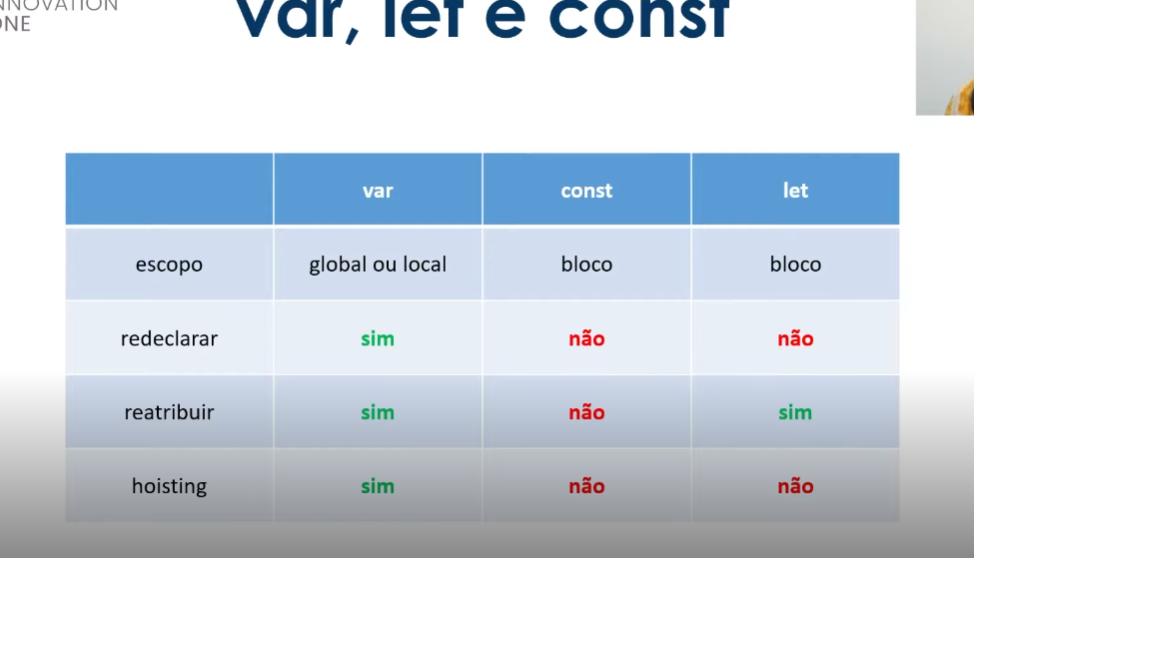 INNOVATION
ONE
var, let e const
var const let
escopo global ou local bloco bloco
redeclarar sim não não
reatribuir sim não sim
hoisting sim não não